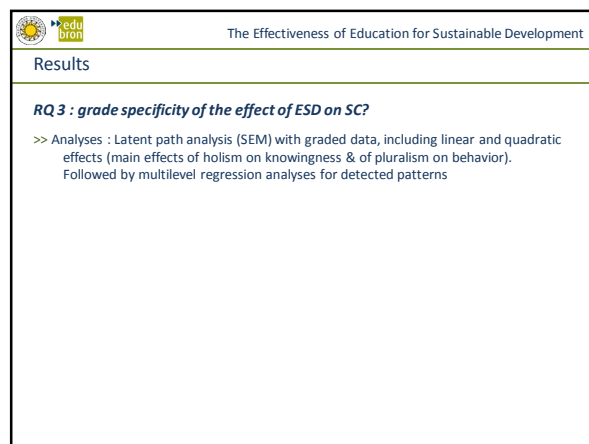 edu
bron
The Effectiveness of Education for Sustainable Development
Results
RQ 3 : grade specificity of the effect of ESD on SC?
>> Analyses : Latent path analysis (SEM) with graded data, including linear and quadratic
effects (main effects of holism on knowingness & of pluralism on behavior).
Followed by multilevel regression analyses for detected patterns